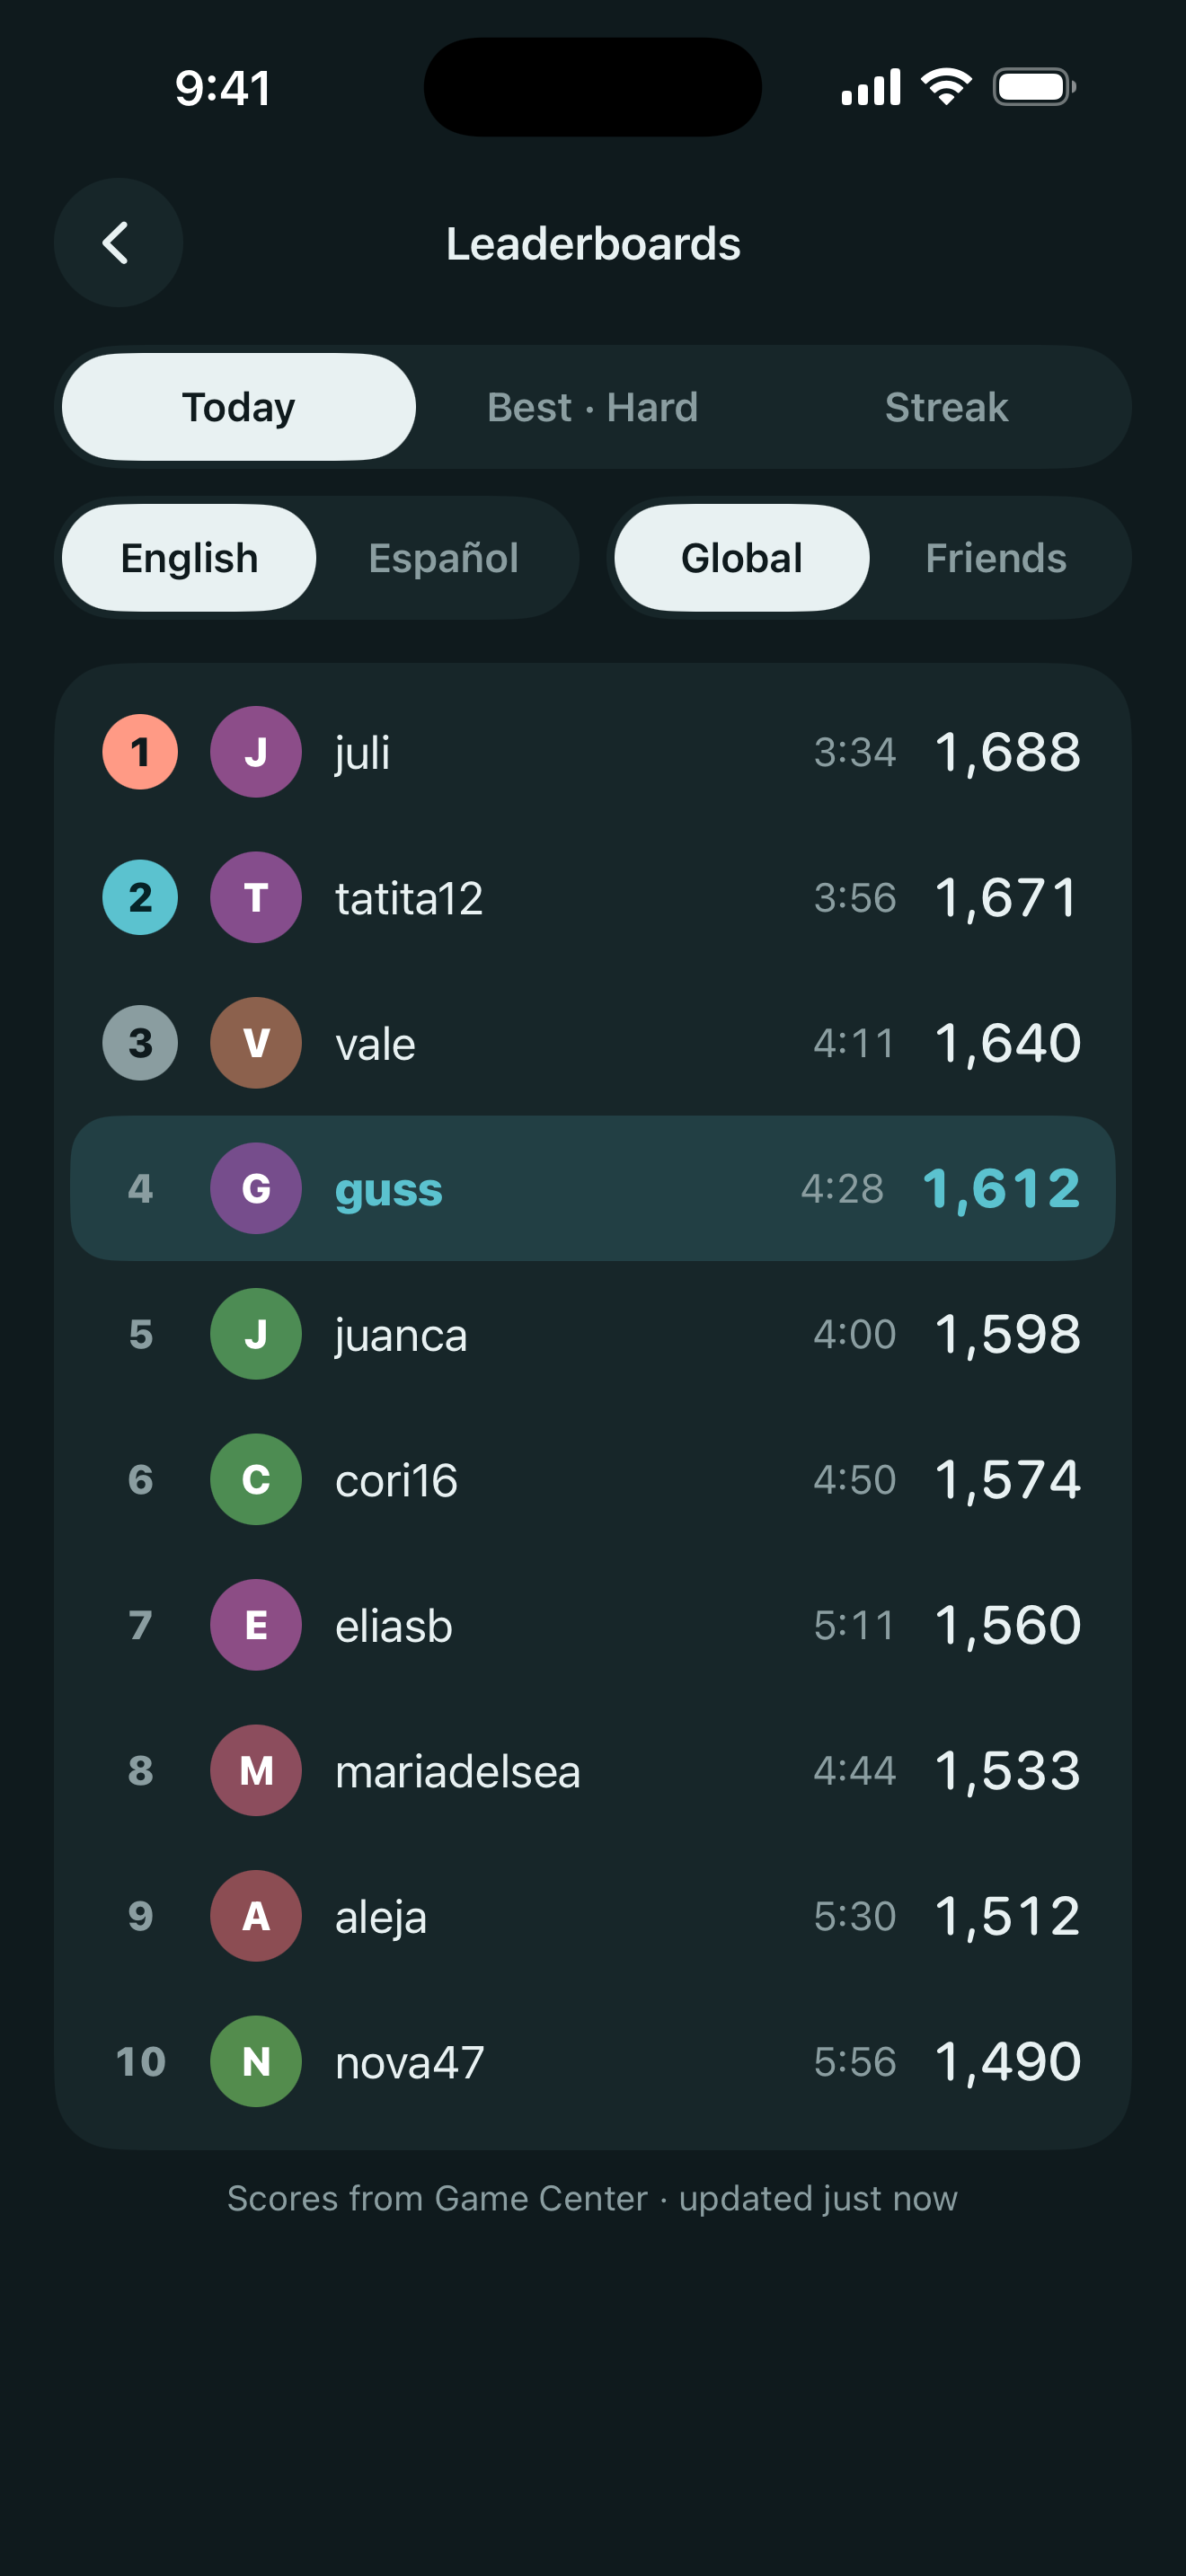 9:41
Leaderboards
Today Best · Hard Streak
English Español Global Friends
1 J juli 3:34 1,688
2 T tatita12 3:56 1,671
3 V vale 4:11 1,640
4 G guss 4:28 1,612
5 J juanca 4:00 1,598
6 C cori16 4:50 1,574
7 E eliasb 5:11 1,560
8 M mariadelsea 4:44 1,533
9 A aleja 5:30 1,512
10 N nova47 5:56 1,490
Scores from Game Center · updated just now